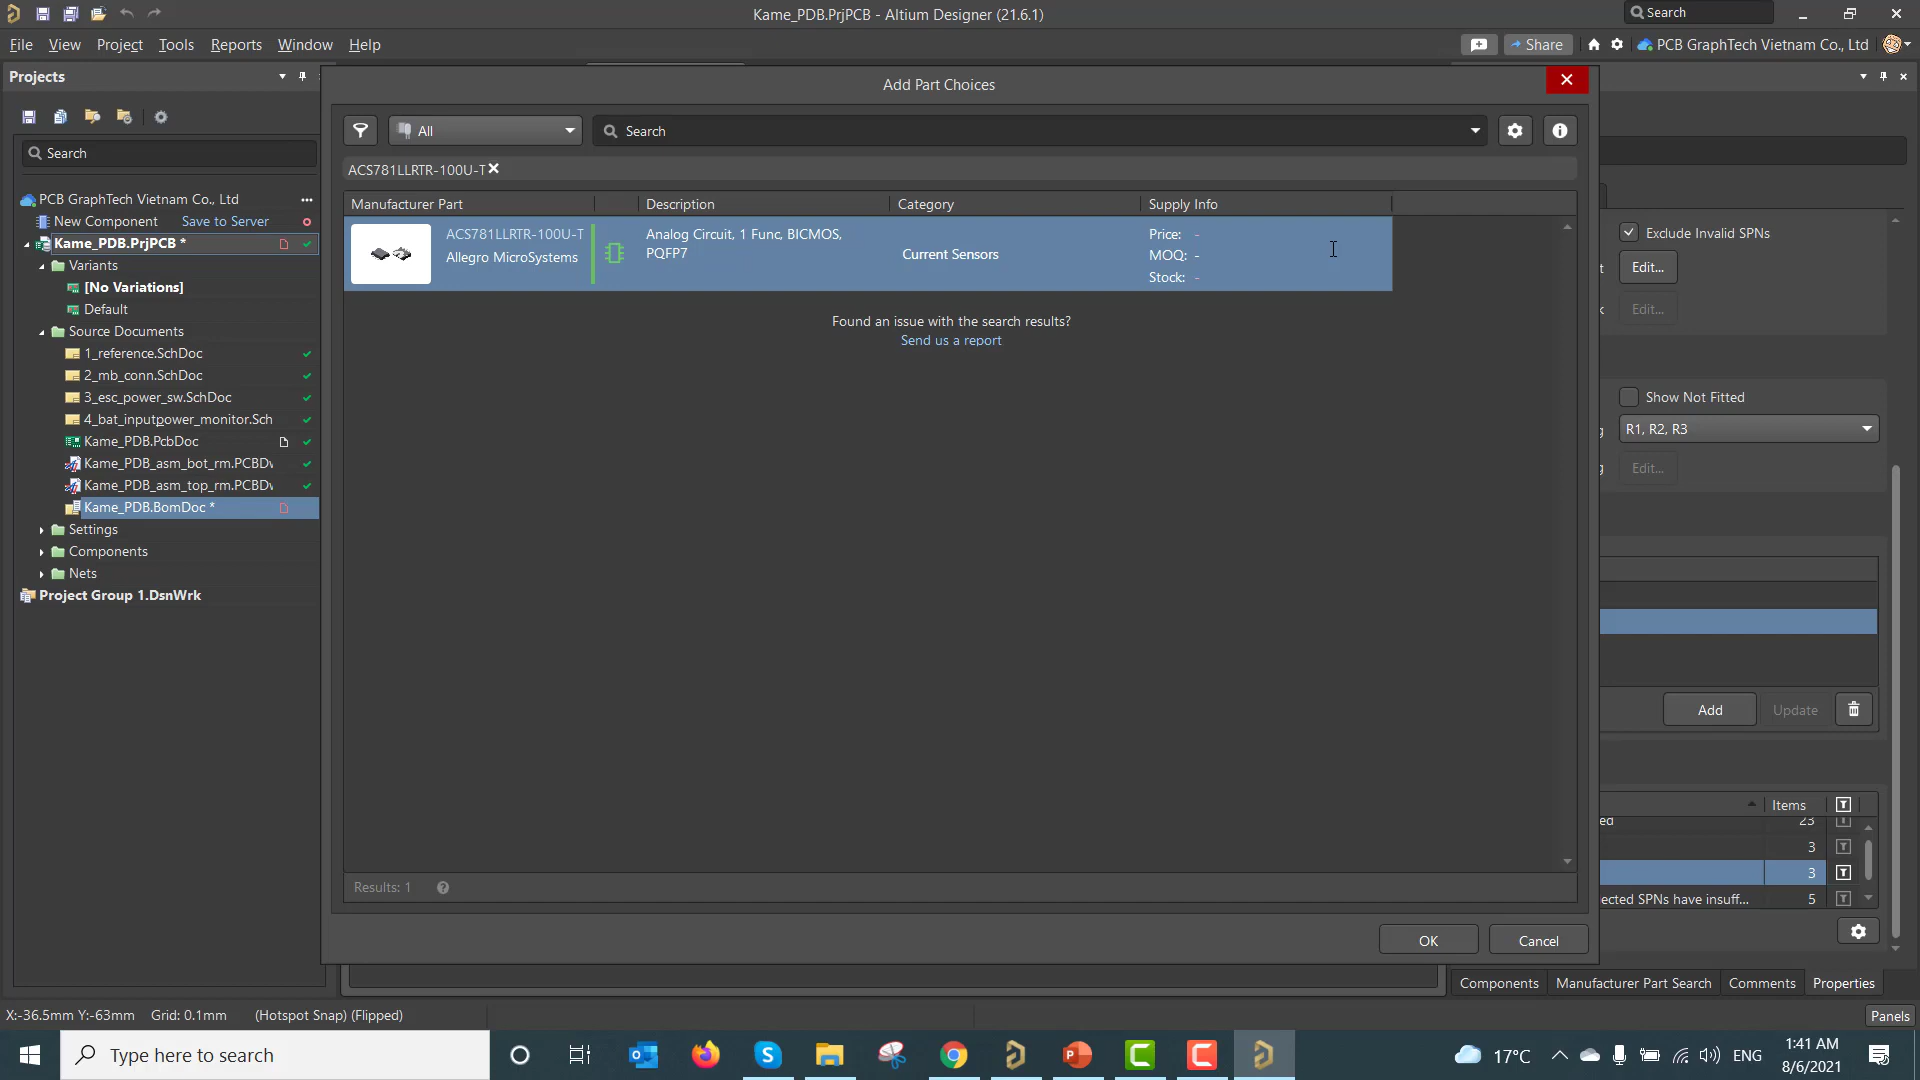 Kame_PDB.PrjPCB - Altium Designer (21.6.1)
Search
File View Project Tools Reports Window Help
Share
PCB GraphTech Vietnam Co., Ltd
Projects
Search
PCB GraphTech Vietnam Co., Ltd
New Component Save to Server
Kame_PDB.PrjPCB *
Variants
[No Variations]
Default
Source Documents
1_reference.SchDoc
2_mb_conn.SchDoc
3_esc_power_sw.SchDoc
4_bat_inputpower_monitor.Sch
Kame_PDB.PcbDoc
Kame_PDB_asm_bot_rm.PCBDw
Kame_PDB_asm_top_rm.PCBDw
Kame_PDB.BomDoc *
Settings
Components
Nets
Project Group 1.DsnWrk
Add Part Choices
All
Search
ACS781LLRTR-100U-T
Manufacturer Part Description Category Supply Info
ACS781LLRTR-100U-T
Allegro MicroSystems
Analog Circuit, 1 Func, BICMOS,
PQFP7
Current Sensors
Price: -
MOQ: -
Stock: -
Found an issue with the search results?
Send us a report
Results: 1
OK Cancel
Exclude Invalid SPNs
Edit...
Edit...
Show Not Fitted
R1, R2, R3
Edit...
Add Update
Items
ed 23
3
3
ected SPNs have insuff... 5
Components Manufacturer Part Search Comments Properties
X:-36.5mm Y:-63mm Grid: 0.1mm (Hotspot Snap) (Flipped)
Panels
Type here to search
17°C
ENG
1:41 AM
8/6/2021